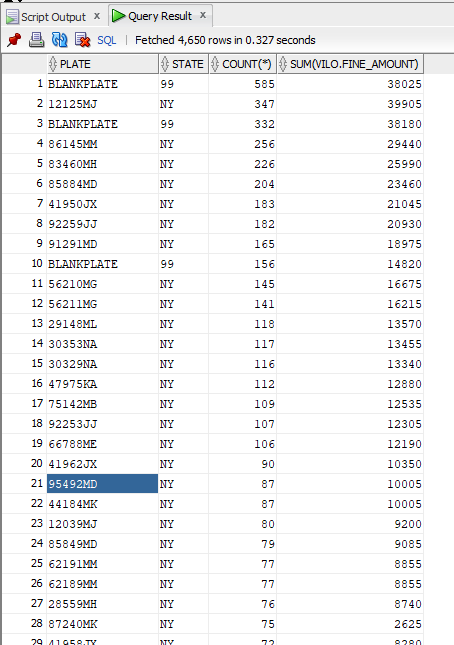 Script Output x Query Result x
SQL | Fetched 4,650 rows in 0.327 seconds
PLATE STATE COUNT(*) SUM(VILO.FINE_AMOUNT)
1 BLANKPLATE 99 585 38025
2 12125MJ NY 347 39905
3 BLANKPLATE 99 332 38180
4 86145MM NY 256 29440
5 83460MH NY 226 25990
6 85884MD NY 204 23460
7 41950JX NY 183 21045
8 92259JJ NY 182 20930
9 91291MD NY 165 18975
10 BLANKPLATE 99 156 14820
11 56210MG NY 145 16675
12 56211MG NY 141 16215
13 29148ML NY 118 13570
14 30353NA NY 117 13455
15 30329NA NY 116 13340
16 47975KA NY 112 12880
17 75142MB NY 109 12535
18 92253JJ NY 107 12305
19 66788ME NY 106 12190
20 41962JX NY 90 10350
21 95492MD NY 87 10005
22 44184MK NY 87 10005
23 12039MJ NY 80 9200
24 85849MD NY 79 9085
25 62191MM NY 77 8855
26 62189MM NY 77 8855
27 28559MH NY 76 8740
28 87240MK NY 75 2625
29 41958JX NY 72 8280